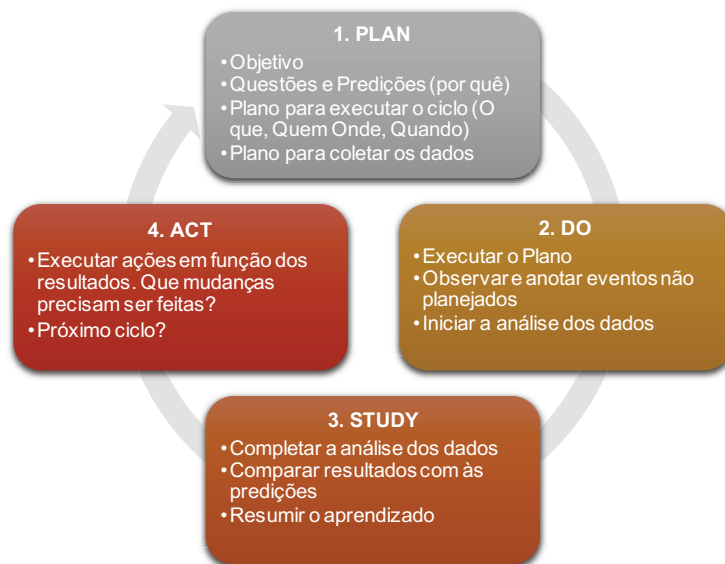 1. PLAN
• Objetivo
• Questões e Predições (por quê)
• Plano para executar o ciclo (O
que, Quem Onde, Quando)
• Plano para coletar os dados
2. DO
• Executar o Plano
• Observar e anotar eventos não
planejados
• Iniciar a análise dos dados
3. STUDY
• Completar a análise dos dados
• Comparar resultados com às
predições
• Resumir o aprendizado
4. ACT
• Executar ações em função dos
resultados. Que mudanças
precisam ser feitas?
• Próximo ciclo?